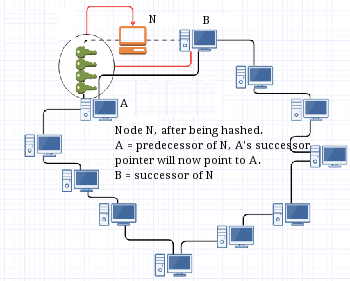 N
B
A
Node N, after being hashed.
A = predecessor of N, A's successor
pointer will now point to A.
B = successor of N